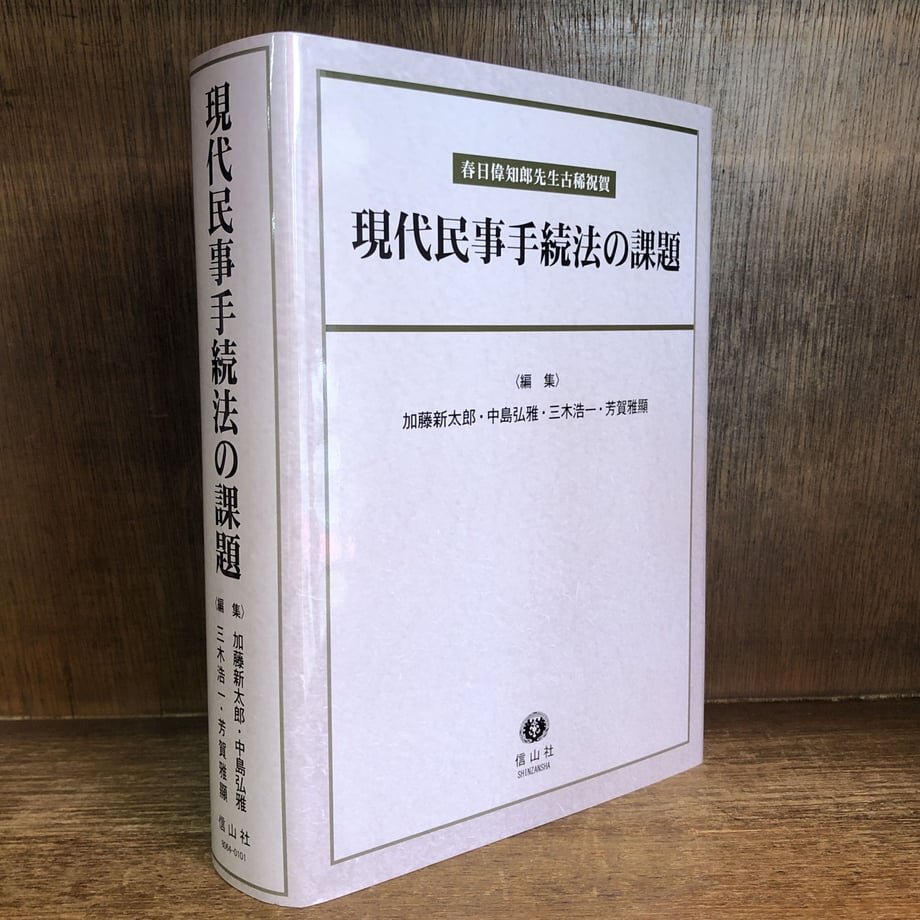 現代民事手続法の課題
〈編集〉
加藤新太郎・中島弘雅
三木浩一・芳賀雅顯
信山社
8064-0101
春日偉知郎先生古稀祝賀
現代民事手続法の課題
〈編 集〉
加藤新太郎・中島弘雅・三木浩一・芳賀雅顯
信山社
SHINZANSHA